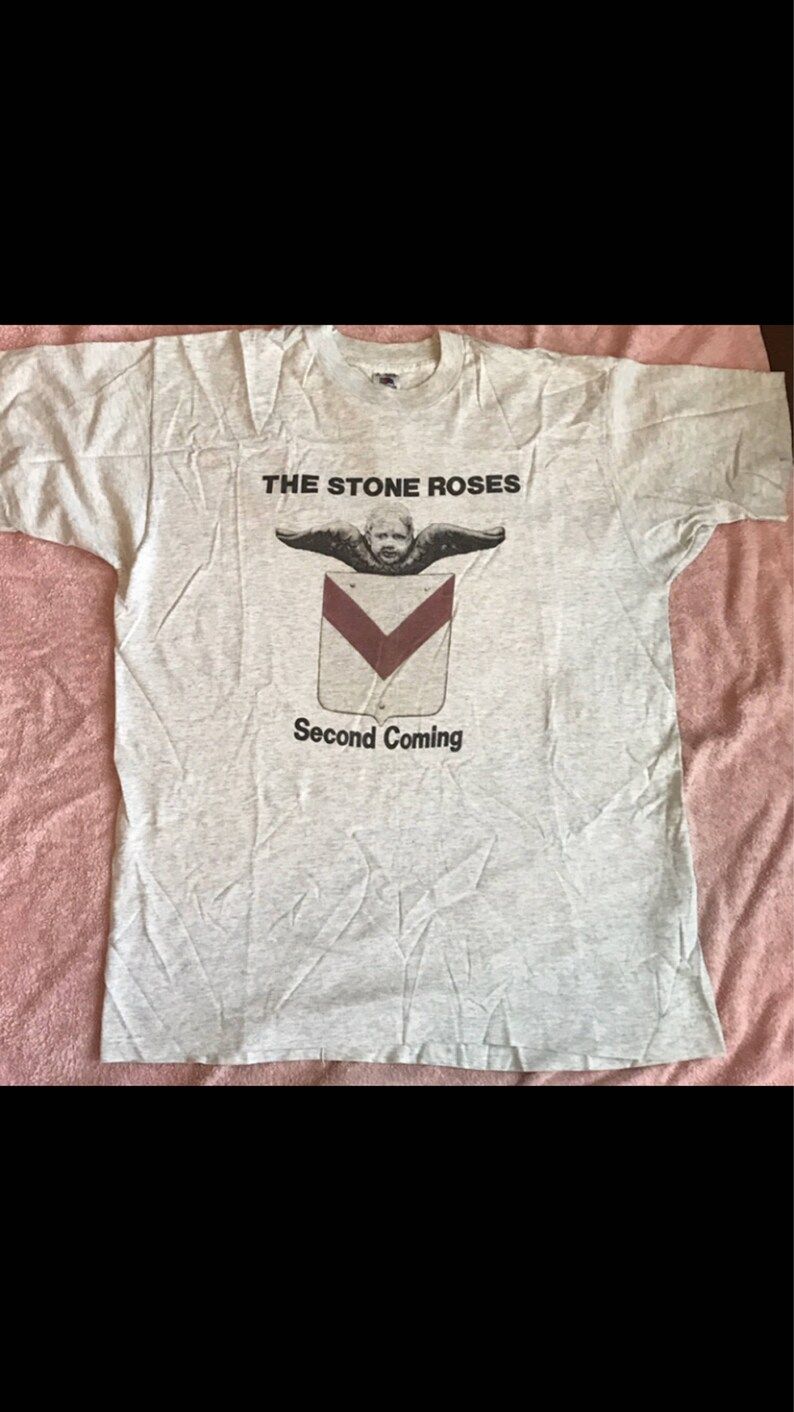 THE STONE ROSES
Second Coming